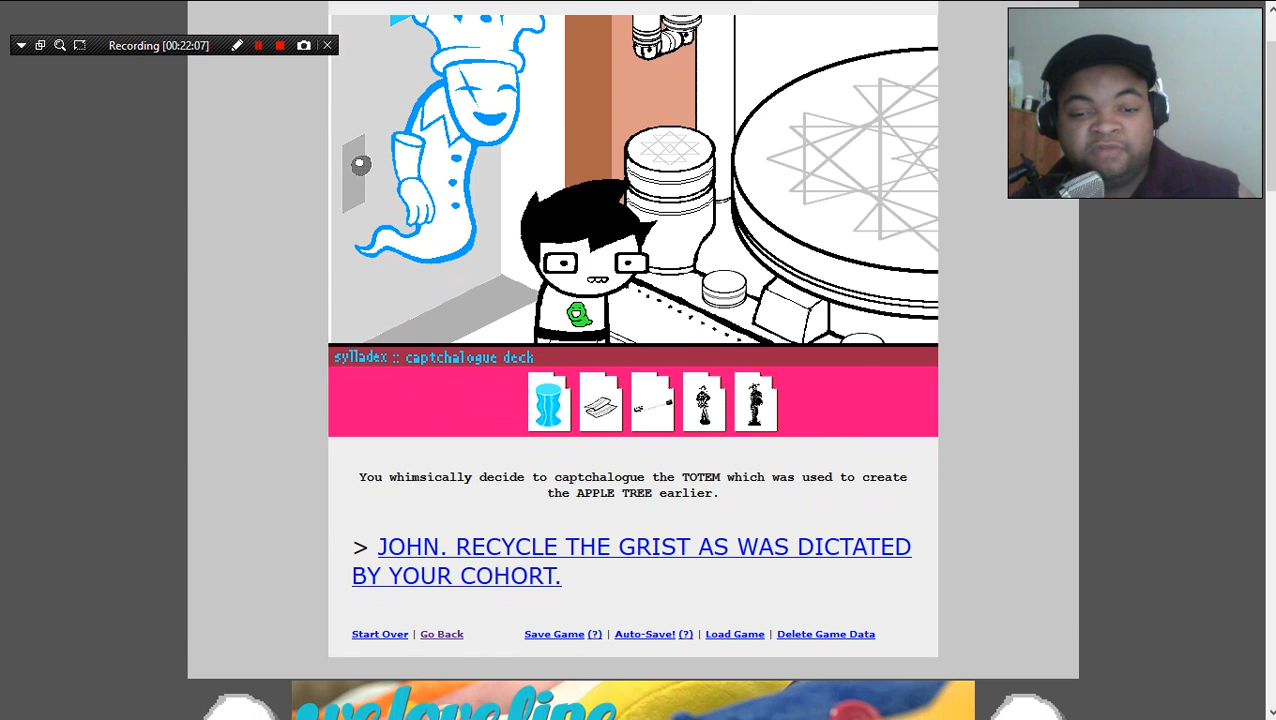 Recording [00:22:07]
sylladex :: captchalogue deck
You whimsically decide to captchalogue the TOTEM which was used to create
the APPLE TREE earlier.
> JOHN. RECYCLE THE GRIST AS WAS DICTATED
BY YOUR COHORT.
Start Over | Go Back Save Game (?) | Auto-Save! (?) | Load Game | Delete Game Data
welovefine